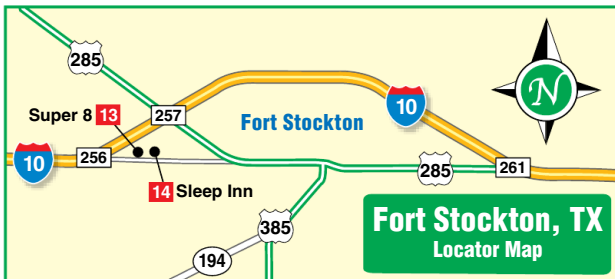 285
N
Super 8 13
257
Fort Stockton
10
10
256
14 Sleep Inn
285
261
385
194
Fort Stockton, TX
Locator Map